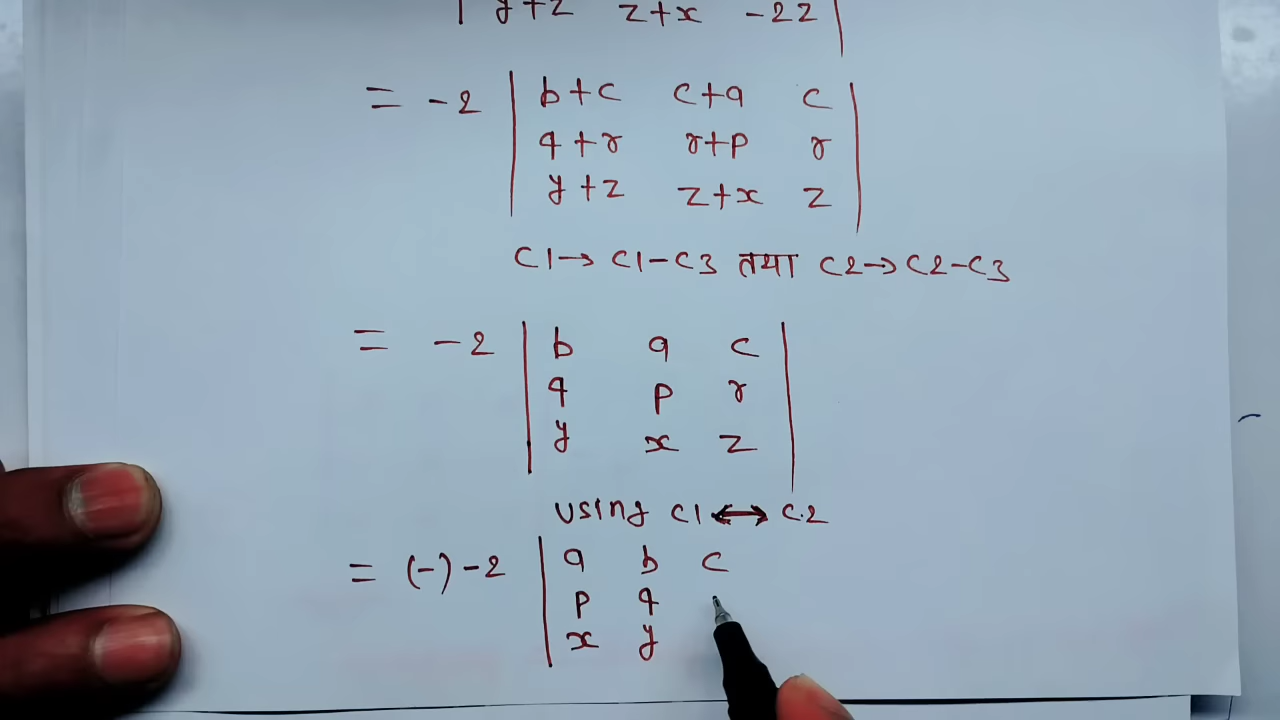 | y+z z+x -2z |
= -2 | b+c c+a c |
| q+r r+p r |
| y+z z+x z |
C1→ C1-C3 तथा C2→C2-C3
= -2 | b a c |
| q p r |
| y x z |
using C1↔C2
= (-) -2 | a b c
| p q
| x y